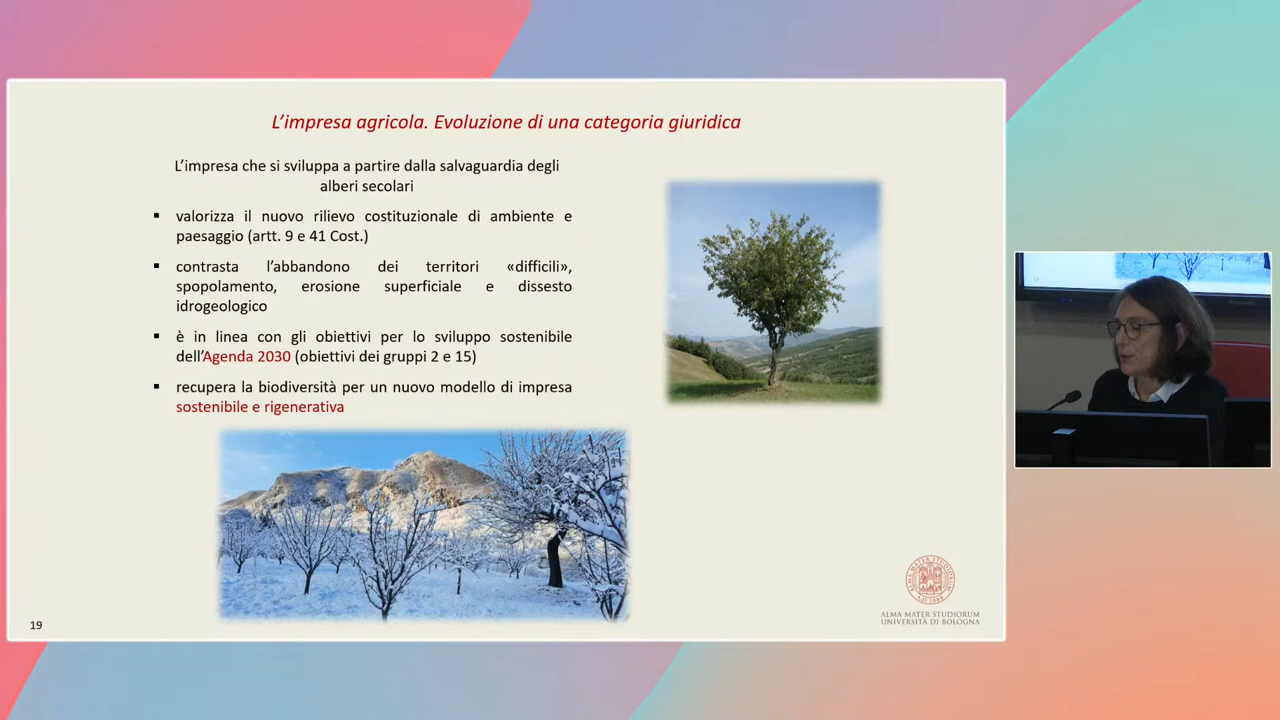 L'impresa agricola. Evoluzione di una categoria giuridica
L'impresa che si sviluppa a partire dalla salvaguardia degli
alberi secolari
▪ valorizza il nuovo rilievo costituzionale di ambiente e
paesaggio (artt. 9 e 41 Cost.)
▪ contrasta l'abbandono dei territori «difficili»,
spopolamento, erosione superficiale e dissesto
idrogeologico
▪ è in linea con gli obiettivi per lo sviluppo sostenibile
dell'Agenda 2030 (obiettivi dei gruppi 2 e 15)
▪ recupera la biodiversità per un nuovo modello di impresa
sostenibile e rigenerativa
ALMA MATER STUDIORUM
UNIVERSITÀ DI BOLOGNA
19